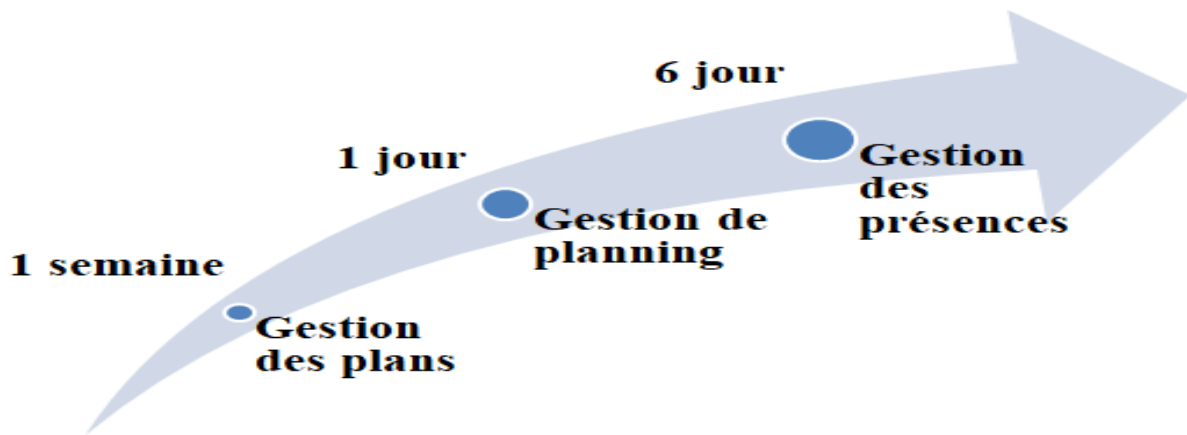 6 jour
1 jour
Gestion
des
présences
Gestion de
planning
1 semaine
Gestion
des plans